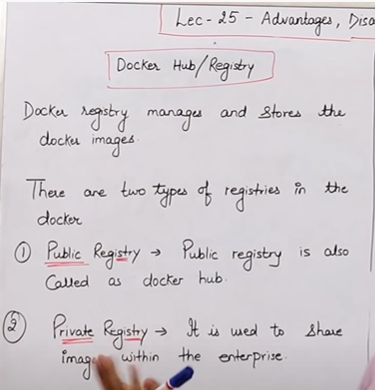 Lec-25- Advantages, Disa
Docker Hub/Registry
Docker registry manages and stores the
docker images.
There are two types of registries in the
docker
① Public Registry → Public registry is also
Called as docker hub.
② Private Registry → It is used to share
imag within the enterprise.